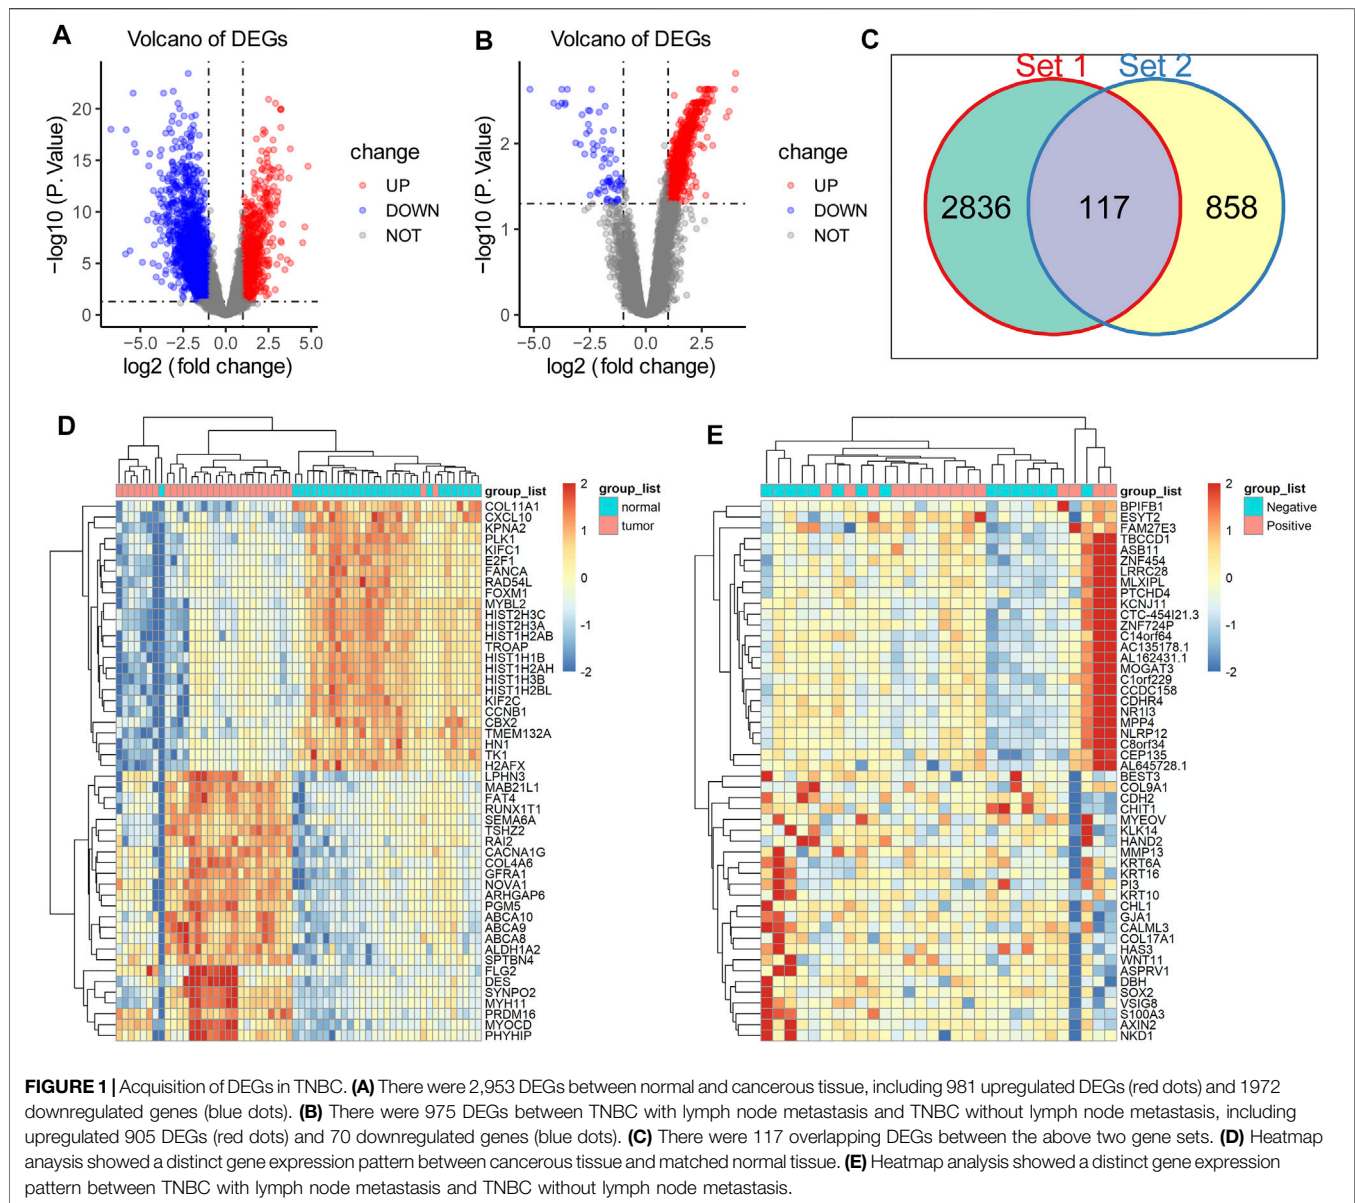 A
Volcano of DEGs
−log10 (P. Value)
20
15
10
5
0
−5.0
−2.5
0.0
2.5
5.0
log2 (fold change)
change
UP
DOWN
NOT
B
Volcano of DEGs
−log10 (P. Value)
2
1
0
−5.0
−2.5
0.0
2.5
log2 (fold change)
change
UP
DOWN
NOT
C
Set 1
Set 2
2836
117
858
D
group_list
COL11A1
CXCL10
KPNA2
PLK1
KIFC1
E2F1
FANCA
RAD54L
FOXM1
MYBL2
HIST2H3C
HIST2H3A
HIST1H2AB
TROAP
HIST1H1B
HIST1H2AH
HIST1H3B
HIST1H2BL
KIF2C
CCNB1
CBX2
TMEM132A
HN1
TK1
H2AFX
LPHN3
MAB21L1
FAT4
RUNX1T1
SEMA6A
TSHZ2
RAI2
CACNA1G
COL4A6
GFRA1
NOVA1
ARHGAP6
PGM5
ABCA10
ABCA9
ABCA8
ALDH1A2
SPTBN4
FLG2
DES
SYNPO2
MYH11
PRDM16
MYOCD
PHYHIP
2
1
0
-1
-2
group_list
normal
tumor
E
group_list
BPIFB1
ESYT2
FAM27E3
TBCCD1
ASB11
ZNF454
LRRC28
MLXIPL
PTCHD4
KCNJ11
CTC-454I21.3
ZNF724P
C14orf64
AC135178.1
AL162431.1
MOGAT3
C1orf229
CCDC158
CDHR4
NR1I3
MPP4
NLRP12
C8orf34
CEP135
AL645728.1
BEST3
COL9A1
CDH2
CHIT1
MYEOV
KLK14
HAND2
MMP13
KRT6A
KRT16
PI3
KRT10
CHL1
GJA1
CALML3
COL17A1
HAS3
WNT11
ASPRV1
DBH
SOX2
VSIG8
S100A3
AXIN2
NKD1
2
1
0
-1
-2
group_list
Negative
Positive
FIGURE 1 | Acquisition of DEGs in TNBC. (A) There were 2,953 DEGs between normal and cancerous tissue, including 981 upregulated DEGs (red dots) and 1972
downregulated genes (blue dots). (B) There were 975 DEGs between TNBC with lymph node metastasis and TNBC without lymph node metastasis, including
upregulated 905 DEGs (red dots) and 70 downregulated genes (blue dots). (C) There were 117 overlapping DEGs between the above two gene sets. (D) Heatmap
anaysis showed a distinct gene expression pattern between cancerous tissue and matched normal tissue. (E) Heatmap analysis showed a distinct gene expression
pattern between TNBC with lymph node metastasis and TNBC without lymph node metastasis.